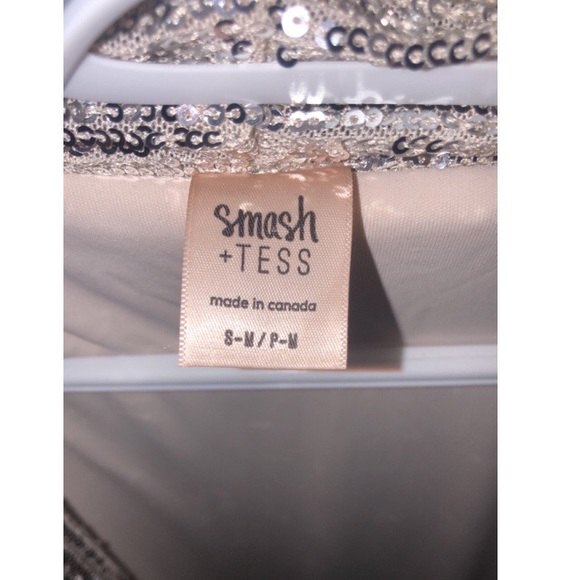 smash
+TESS
made in canada
S-M/P-M